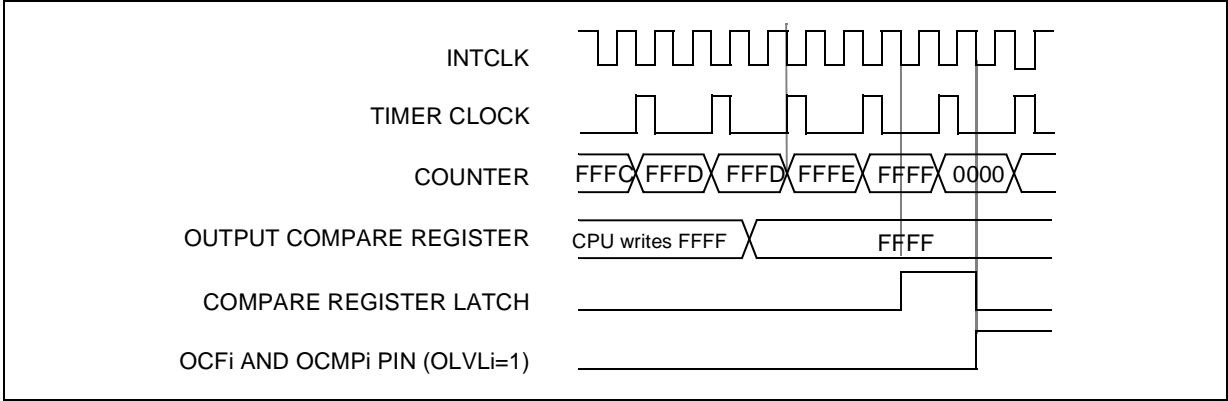 INTCLK
TIMER CLOCK
COUNTER
FFFC FFFD FFFD FFFE FFFF 0000
OUTPUT COMPARE REGISTER
CPU writes FFFF
FFFF
COMPARE REGISTER LATCH
OCFi AND OCMPi PIN (OLVLi=1)